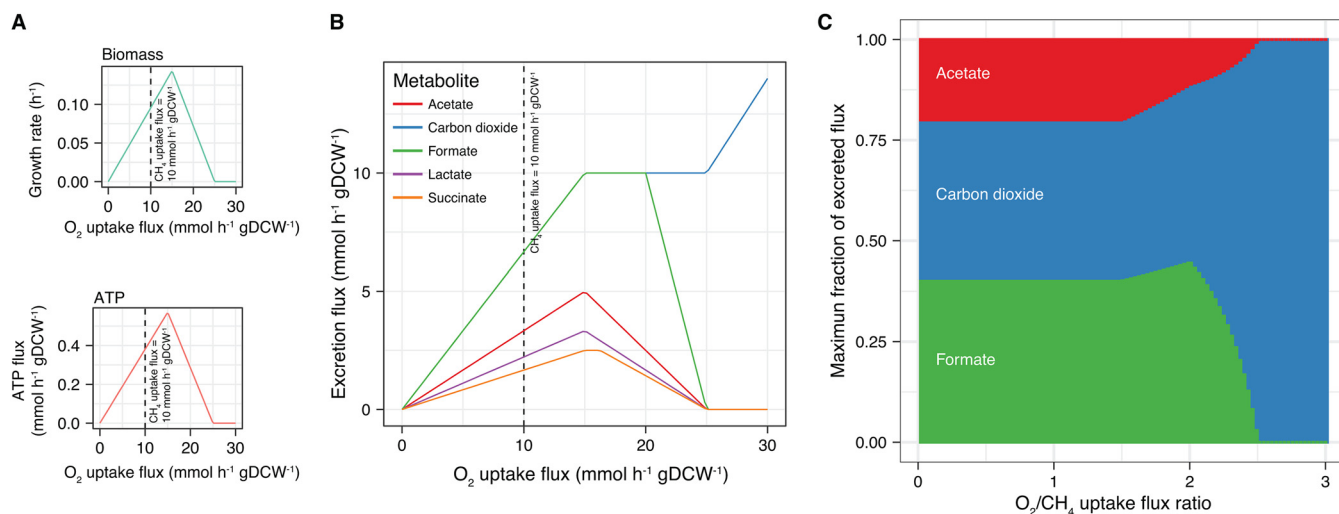 A
Biomass
Growth rate (h⁻¹)
0.10
0.05
0.00
CH₄ uptake flux =
10 mmol h⁻¹ gDCW⁻¹
0 10 20 30
O₂ uptake flux (mmol h⁻¹ gDCW⁻¹)
ATP
ATP flux
(mmol h⁻¹ gDCW⁻¹)
0.4
0.2
0.0
CH₄ uptake flux =
10 mmol h⁻¹ gDCW⁻¹
0 10 20 30
O₂ uptake flux (mmol h⁻¹ gDCW⁻¹)
B
Excretion flux (mmol h⁻¹ gDCW⁻¹)
10
5
0
Metabolite
Acetate
Carbon dioxide
Formate
Lactate
Succinate
CH₄ uptake flux = 10 mmol h⁻¹ gDCW⁻¹
0 10 20 30
O₂ uptake flux (mmol h⁻¹ gDCW⁻¹)
C
Maximun fraction of excreted flux
1.00
0.75
0.50
0.25
0.00
Acetate
Carbon dioxide
Formate
0 1 2 3
O₂/CH₄ uptake flux ratio